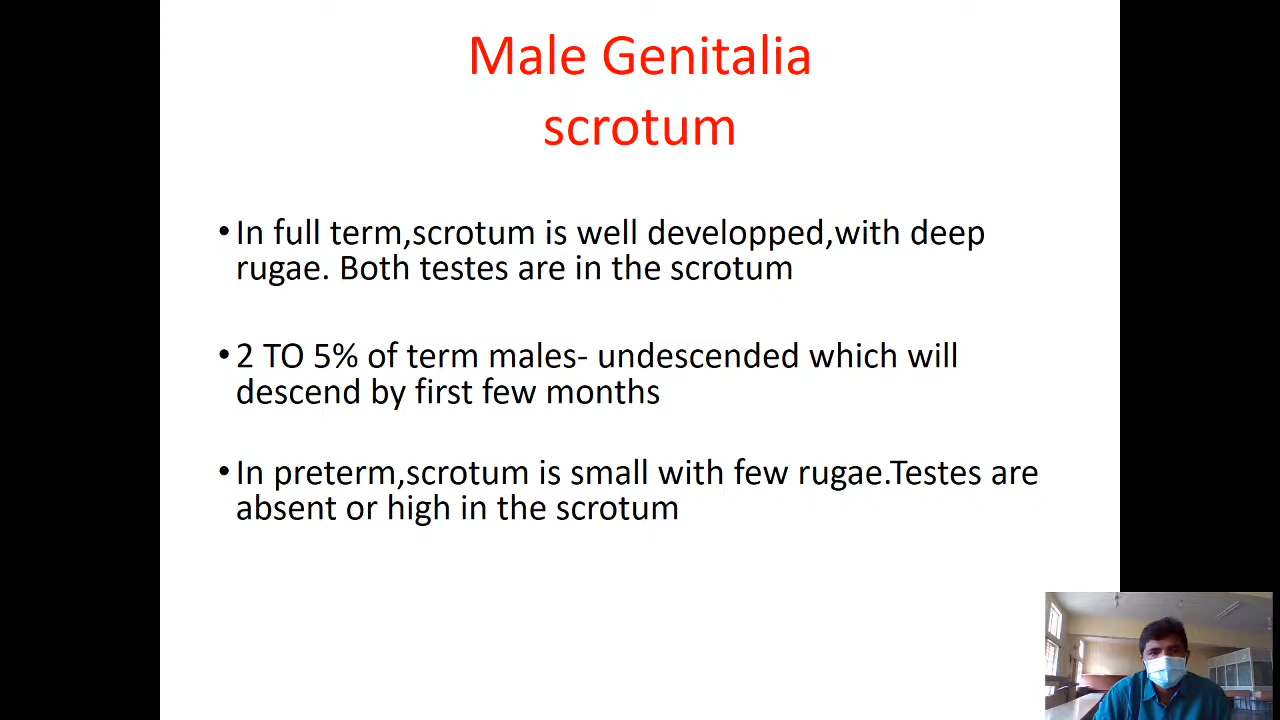 Male Genitalia
scrotum
• In full term,scrotum is well developped,with deep
rugae. Both testes are in the scrotum
• 2 TO 5% of term males- undescended which will
descend by first few months
• In preterm,scrotum is small with few rugae.Testes are
absent or high in the scrotum